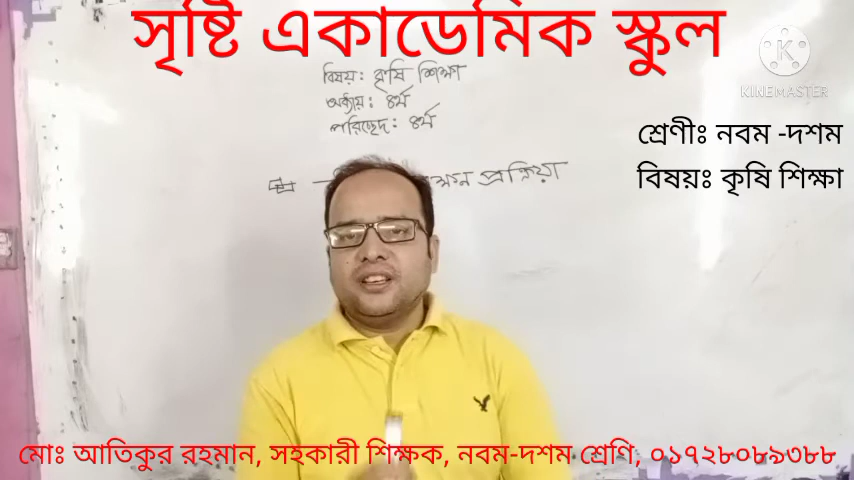 সৃষ্টি একাডেমিক স্কুল
KINEMASTER
বিষয়: কৃষি শিক্ষা
অধ্যায়: ৪র্থ
পরিচ্ছেদ: ৪র্থ
শ্রেণীঃ নবম -দশম
বিষয়ঃ কৃষি শিক্ষা
প্রক্রিয়া
মোঃ আতিকুর রহমান, সহকারী শিক্ষক, নবম-দশম শ্রেণি, ০১৭২৮০৮৯৩৮৮